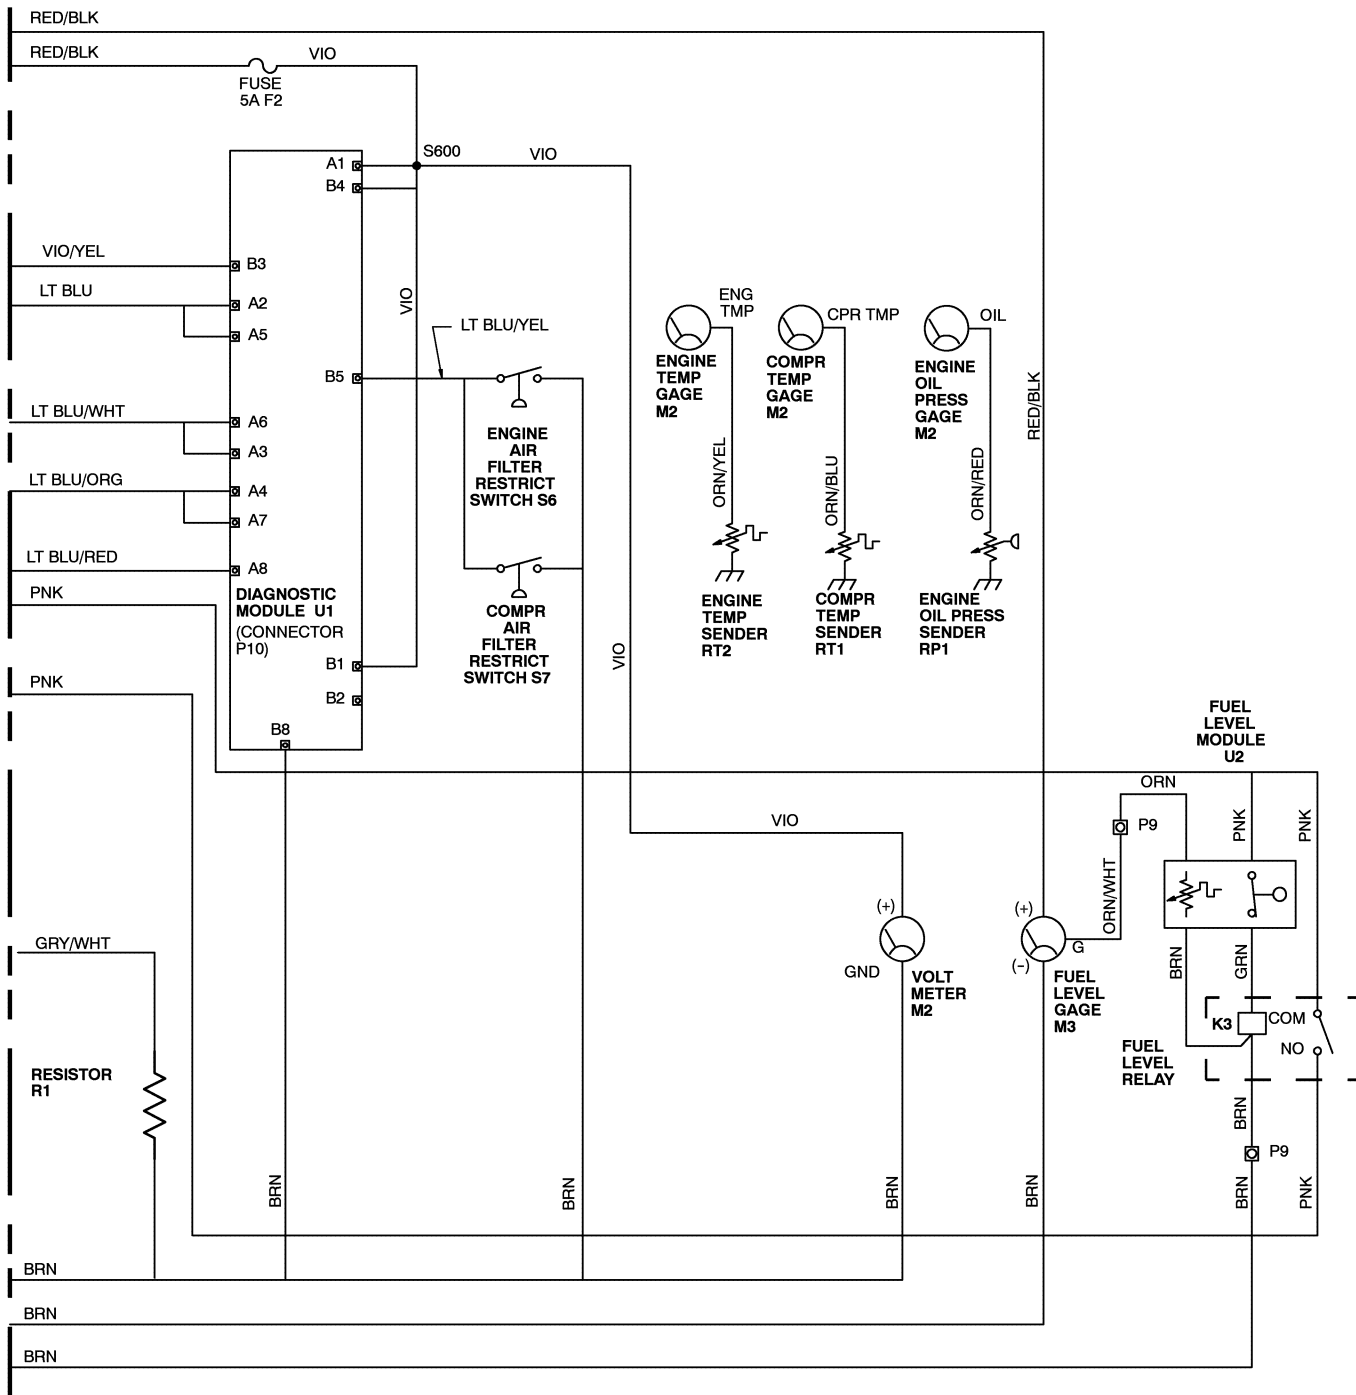 RED/BLK
RED/BLK
VIO
FUSE
5A F2
A1
S600
VIO
B4
VIO/YEL
B3
LT BLU
A2
A5
VIO
LT BLU/YEL
B5
LT BLU/WHT
A6
A3
LT BLU/ORG
A4
A7
LT BLU/RED
A8
PNK
DIAGNOSTIC
MODULE U1
(CONNECTOR
P10)
B1
B2
B8
PNK
ENGINE
AIR
FILTER
RESTRICT
SWITCH S6
COMPR
AIR
FILTER
RESTRICT
SWITCH S7
VIO
ENG
TMP
ENGINE
TEMP
GAGE
M2
ORN/YEL
ENGINE
TEMP
SENDER
RT2
CPR TMP
COMPR
TEMP
GAGE
M2
ORN/BLU
COMPR
TEMP
SENDER
RT1
OIL
ENGINE
OIL
PRESS
GAGE
M2
ORN/RED
ENGINE
OIL PRESS
SENDER
RP1
RED/BLK
FUEL
LEVEL
MODULE
U2
ORN
P9
PNK
PNK
VIO
ORN/WHT
(+)
GND
VOLT
METER
M2
(+)
G
(−)
FUEL
LEVEL
GAGE
M3
BRN
GRN
K3
COM
NO
FUEL
LEVEL
RELAY
GRY/WHT
RESISTOR
R1
BRN
P9
BRN
BRN
BRN
BRN
BRN
PNK
BRN
BRN
BRN